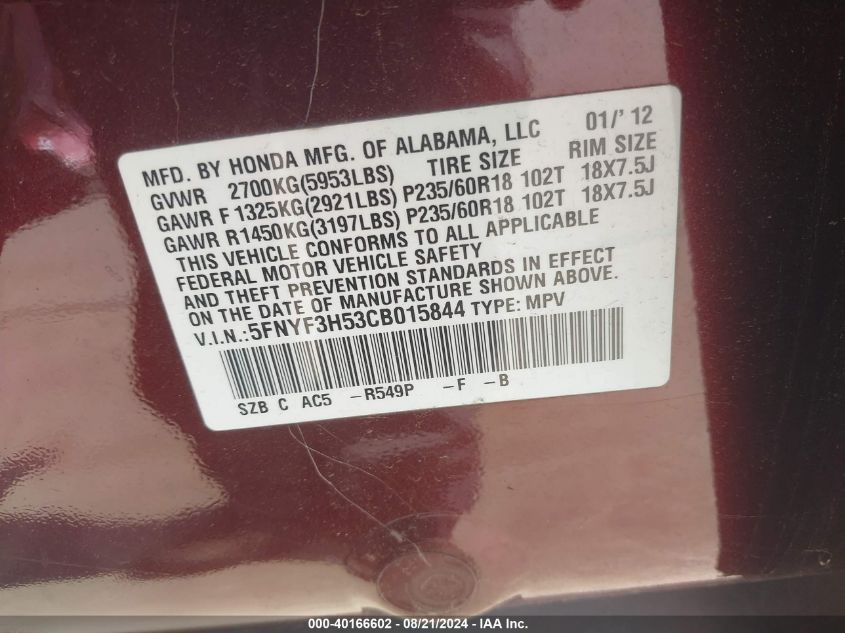 MFD. BY HONDA MFG. OF ALABAMA, LLC 01/' 12
GVWR 2700KG(5953LBS) TIRE SIZE RIM SIZE
GAWR F 1325KG(2921LBS) P235/60R18 102T 18X7.5J
GAWR R1450KG(3197LBS) P235/60R18 102T 18X7.5J
THIS VEHICLE CONFORMS TO ALL APPLICABLE
FEDERAL MOTOR VEHICLE SAFETY
AND THEFT PREVENTION STANDARDS IN EFFECT
ON THE DATE OF MANUFACTURE SHOWN ABOVE.
V.I.N.:5FNYF3H53CB015844 TYPE: MPV
SZB C AC5 -R549P -F -B
000-40166602 - 08/21/2024 - IAA Inc.